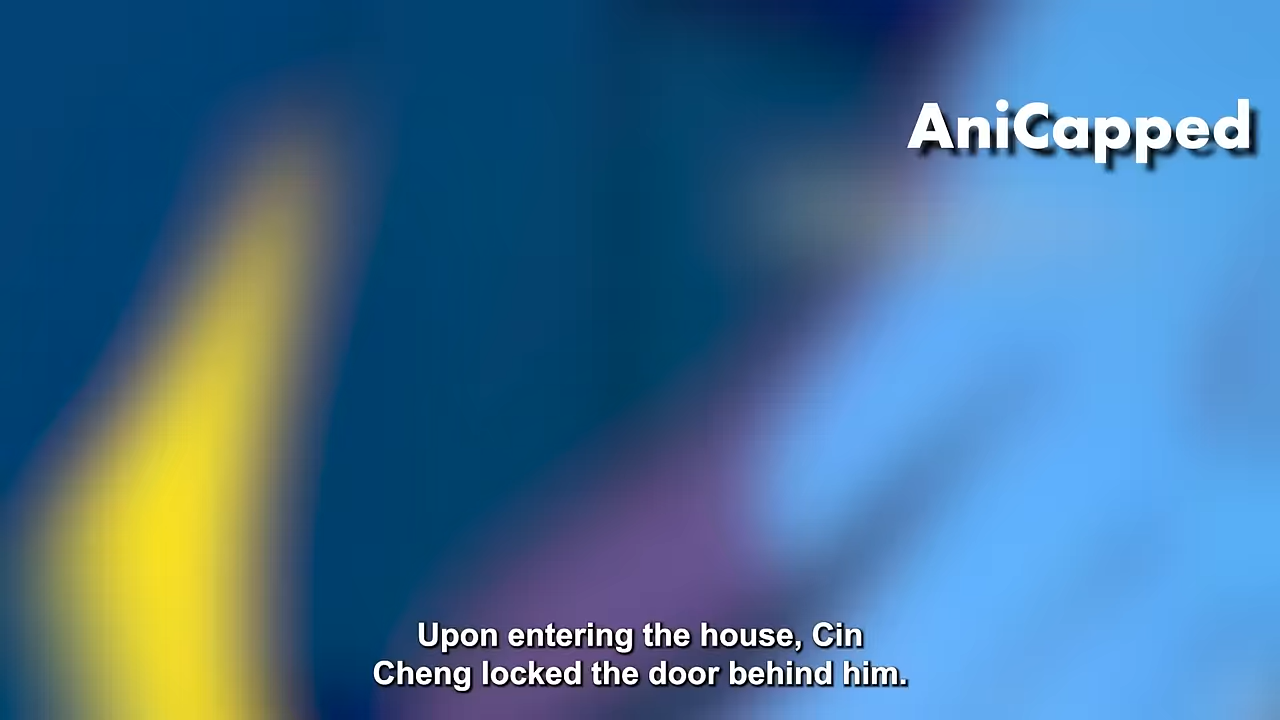 AniCapped
Upon entering the house, Cin
Cheng locked the door behind him.